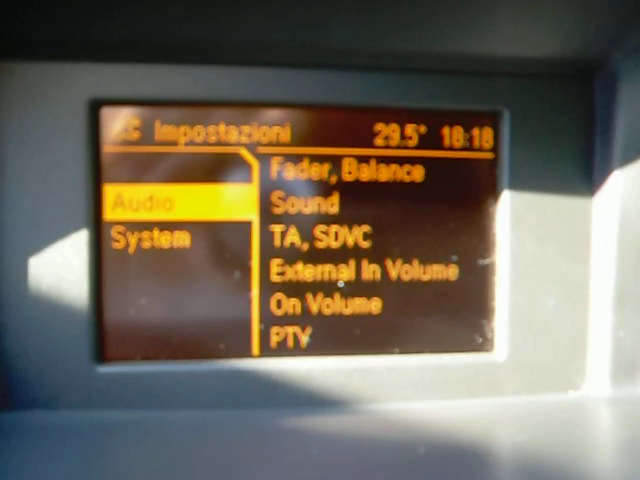 Impostazioni 29.5° 18:18
Audio
System
Fader, Balance
Sound
TA, SDVC
External In Volume
On Volume
PTY